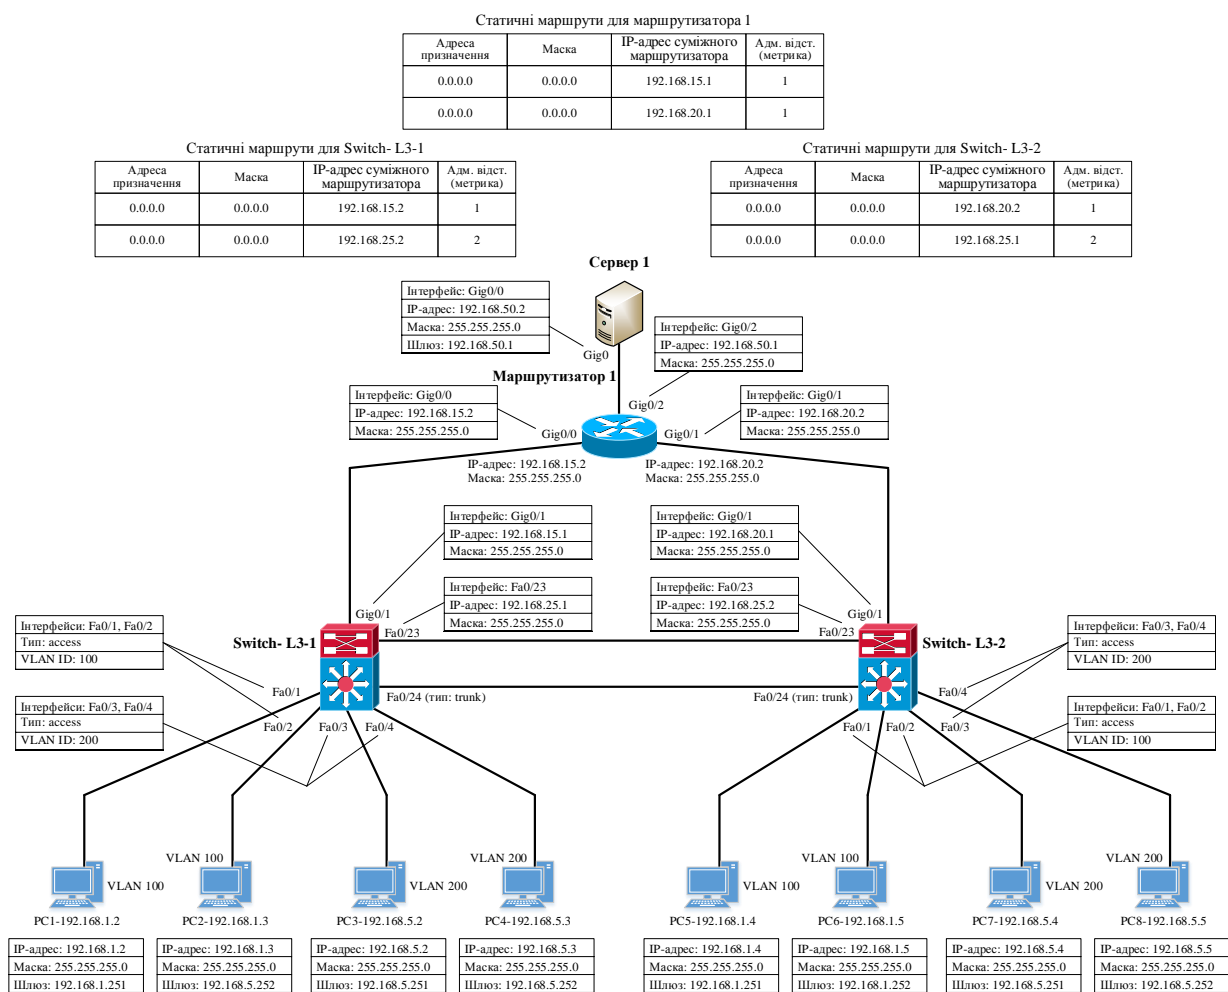 Статичні маршрути для маршрутизатора 1
Адреса призначення Маска IP-адрес суміжного маршрутизатора Адм. відст. (метрика)
0.0.0.0 0.0.0.0 192.168.15.1 1
0.0.0.0 0.0.0.0 192.168.20.1 1
Статичні маршрути для Switch- L3-1
Адреса призначення Маска IP-адрес суміжного маршрутизатора Адм. відст. (метрика)
0.0.0.0 0.0.0.0 192.168.15.2 1
0.0.0.0 0.0.0.0 192.168.25.2 2
Статичні маршрути для Switch- L3-2
Адреса призначення Маска IP-адрес суміжного маршрутизатора Адм. відст. (метрика)
0.0.0.0 0.0.0.0 192.168.20.2 1
0.0.0.0 0.0.0.0 192.168.25.1 2
Сервер 1
Інтерфейс: Gig0/0
IP-адрес: 192.168.50.2
Маска: 255.255.255.0
Шлюз: 192.168.50.1
Gig0
Інтерфейс: Gig0/2
IP-адрес: 192.168.50.1
Маска: 255.255.255.0
Маршрутизатор 1
Gig0/2
Інтерфейс: Gig0/0
IP-адрес: 192.168.15.2
Маска: 255.255.255.0
Gig0/0
Gig0/1
Інтерфейс: Gig0/1
IP-адрес: 192.168.20.2
Маска: 255.255.255.0
IP-адрес: 192.168.15.2
Маска: 255.255.255.0
IP-адрес: 192.168.20.2
Маска: 255.255.255.0
Інтерфейс: Gig0/1
IP-адрес: 192.168.15.1
Маска: 255.255.255.0
Інтерфейс: Gig0/1
IP-адрес: 192.168.20.1
Маска: 255.255.255.0
Інтерфейс: Fa0/23
IP-адрес: 192.168.25.1
Маска: 255.255.255.0
Інтерфейс: Fa0/23
IP-адрес: 192.168.25.2
Маска: 255.255.255.0
Gig0/1
Fa0/23
Gig0/1
Fa0/23
Switch- L3-1
Switch- L3-2
Інтерфейси: Fa0/1, Fa0/2
Тип: access
VLAN ID: 100
Інтерфейси: Fa0/3, Fa0/4
Тип: access
VLAN ID: 200
Fa0/24 (тип: trunk)
Fa0/24 (тип: trunk)
Fa0/1
Fa0/2
Fa0/3
Fa0/4
Fa0/1
Fa0/2
Fa0/3
Fa0/4
Інтерфейси: Fa0/3, Fa0/4
Тип: access
VLAN ID: 200
Інтерфейси: Fa0/1, Fa0/2
Тип: access
VLAN ID: 100
VLAN 100
VLAN 100
VLAN 200
VLAN 200
VLAN 100
VLAN 100
VLAN 200
VLAN 200
PC1-192.168.1.2
PC2-192.168.1.3
PC3-192.168.5.2
PC4-192.168.5.3
PC5-192.168.1.4
PC6-192.168.1.5
PC7-192.168.5.4
PC8-192.168.5.5
IP-адрес: 192.168.1.2
Маска: 255.255.255.0
Шлюз: 192.168.1.251
IP-адрес: 192.168.1.3
Маска: 255.255.255.0
Шлюз: 192.168.5.252
IP-адрес: 192.168.5.2
Маска: 255.255.255.0
Шлюз: 192.168.5.251
IP-адрес: 192.168.5.3
Маска: 255.255.255.0
Шлюз: 192.168.5.252
IP-адрес: 192.168.1.4
Маска: 255.255.255.0
Шлюз: 192.168.1.251
IP-адрес: 192.168.1.5
Маска: 255.255.255.0
Шлюз: 192.168.1.252
IP-адрес: 192.168.5.4
Маска: 255.255.255.0
Шлюз: 192.168.5.251
IP-адрес: 192.168.5.5
Маска: 255.255.255.0
Шлюз: 192.168.5.252